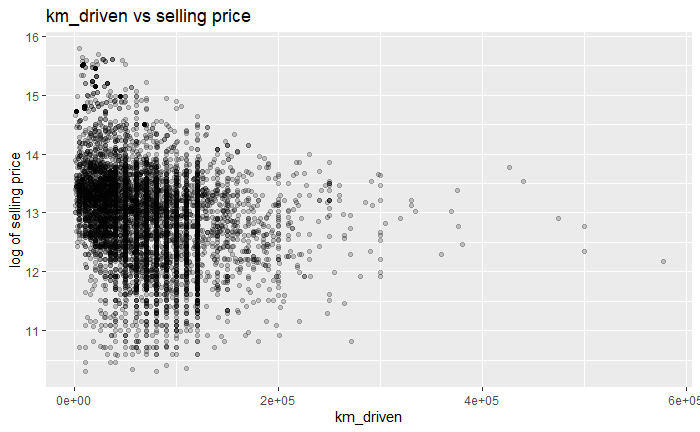 km_driven vs selling price
log of selling price
16
15
14
13
12
11
0e+00
2e+05
4e+05
6e+05
km_driven